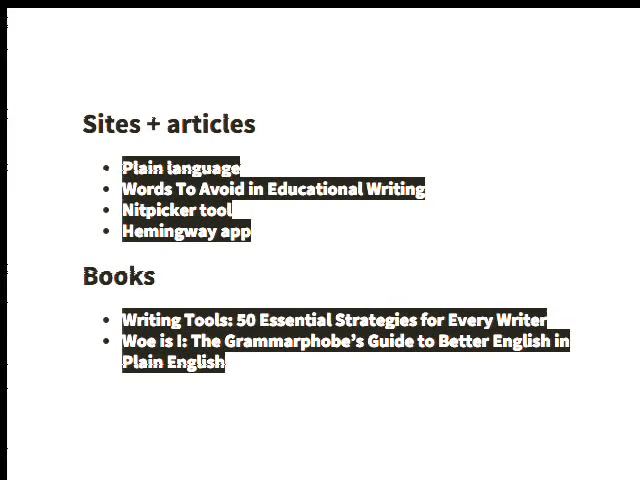 Sites + articles
Plain language
Words To Avoid in Educational Writing
Nitpicker tool
Hemingway app
Books
Writing Tools: 50 Essential Strategies for Every Writer
Woe is I: The Grammarphobe’s Guide to Better English in
Plain English